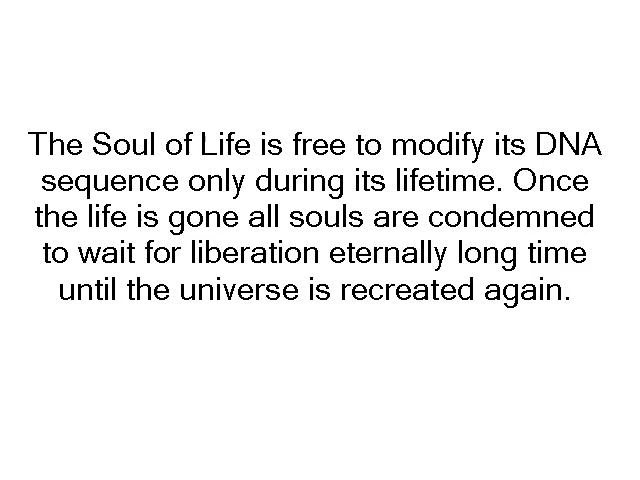 The Soul of Life is free to modify its DNA
sequence only during its lifetime. Once
the life is gone all souls are condemned
to wait for liberation eternally long time
until the universe is recreated again.